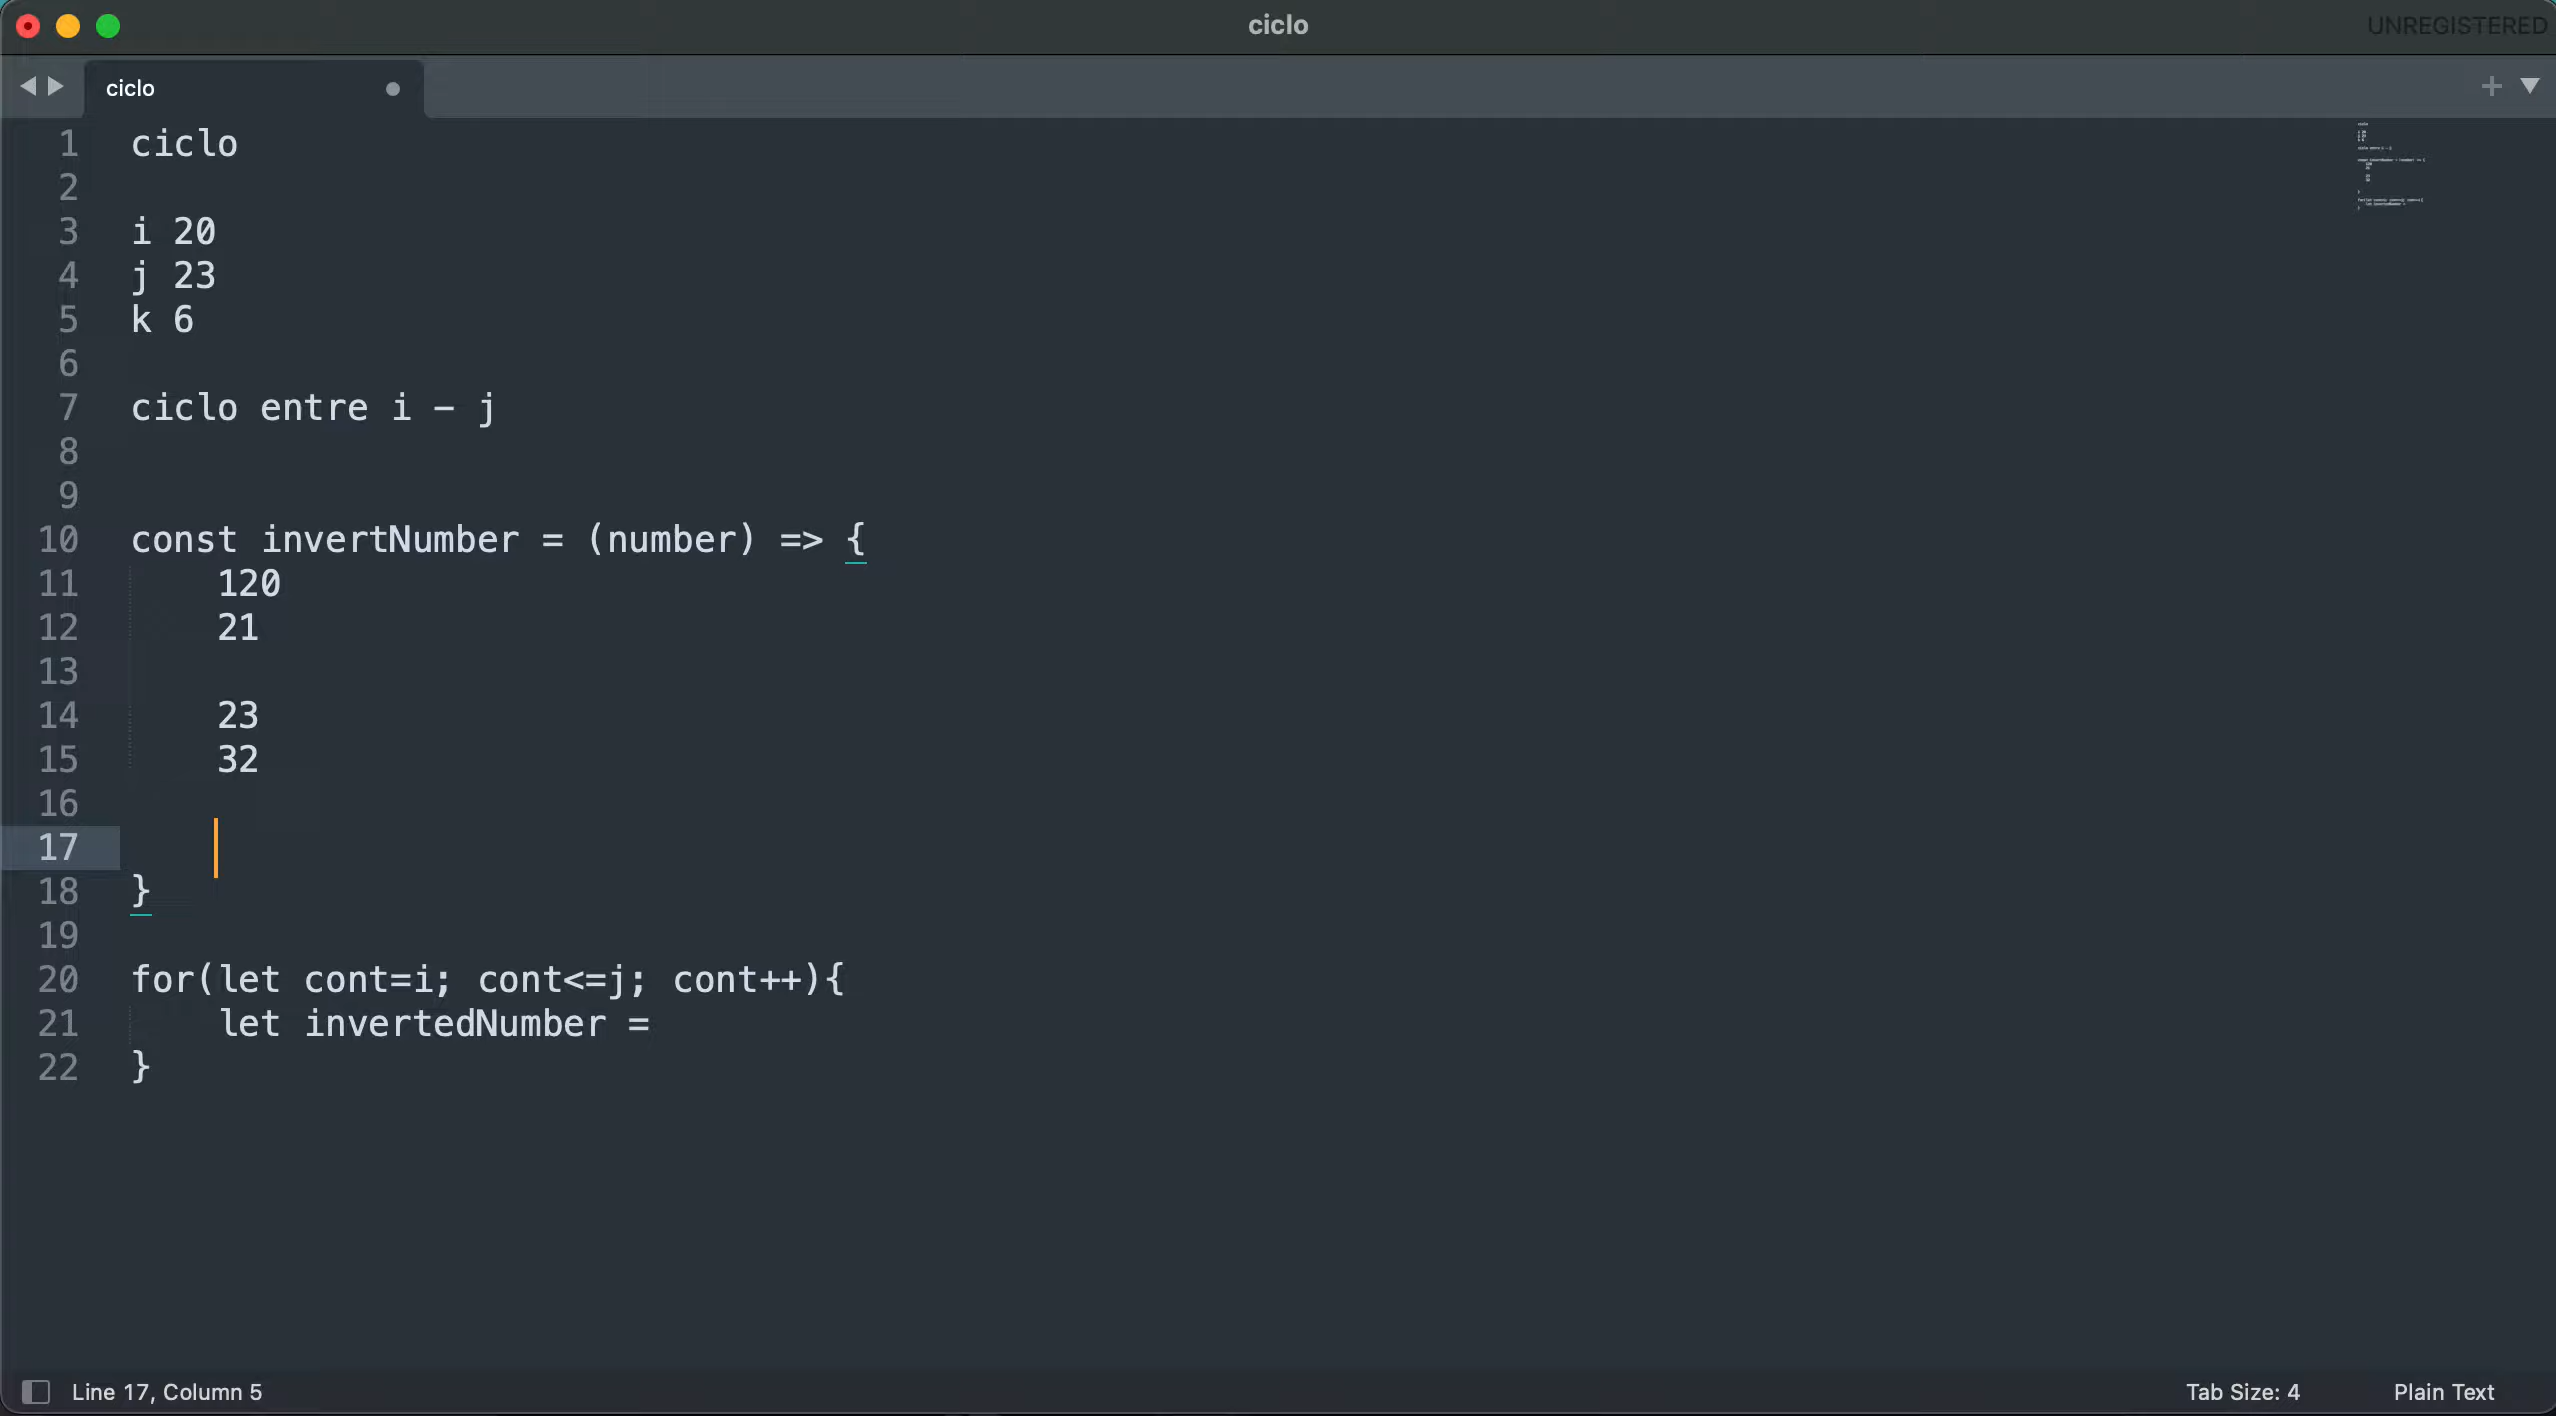 ciclo
UNREGISTERED
ciclo
1 ciclo
2
3 i 20
4 j 23
5 k 6
6
7 ciclo entre i - j
8
9
10 const invertNumber = (number) => {
11     120
12     21
13
14     23
15     32
16
17
18 }
19
20 for(let cont=i; cont<=j; cont++){
21     let invertedNumber =
22 }
Line 17, Column 5
Tab Size: 4
Plain Text